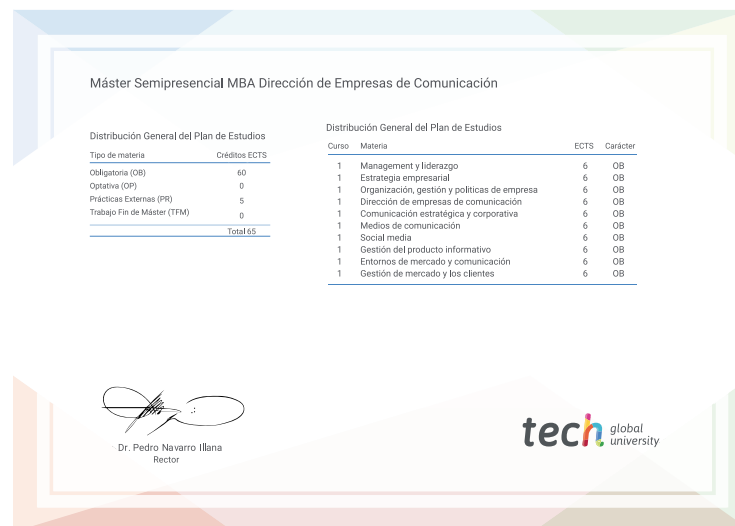 Máster Semipresencial MBA Dirección de Empresas de Comunicación
Distribución General del Plan de Estudios
Tipo de materia Créditos ECTS
Obligatoria (OB) 60
Optativa (OP) 0
Prácticas Externas (PR) 5
Trabajo Fin de Máster (TFM) 0
Total 65
Distribución General del Plan de Estudios
Curso Materia ECTS Carácter
1 Management y liderazgo 6 OB
1 Estrategia empresarial 6 OB
1 Organización, gestión y politicas de empresa 6 OB
1 Dirección de empresas de comunicación 6 OB
1 Comunicación estratégica y corporativa 6 OB
1 Medios de comunicación 6 OB
1 Social media 6 OB
1 Gestión del producto informativo 6 OB
1 Entornos de mercado y comunicación 6 OB
1 Gestión de mercado y los clientes 6 OB
Dr. Pedro Navarro Illana
Rector
tech global
university